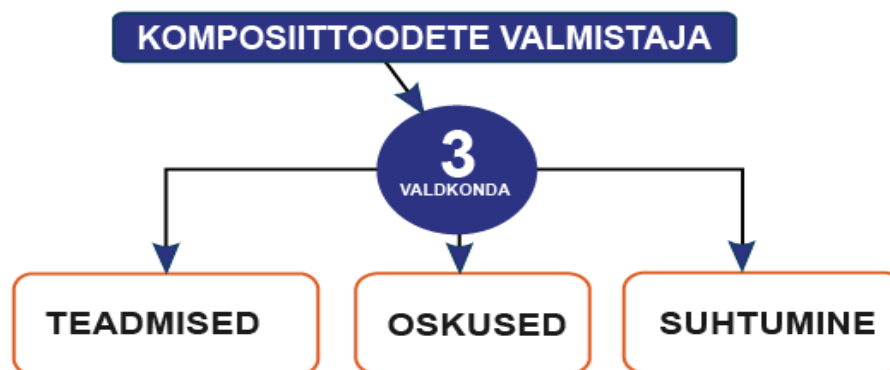 KOMPOSIITTOODETE VALMISTAJA
3
VALDKONDA
TEADMISED
OSKUSED
SUHTUMINE